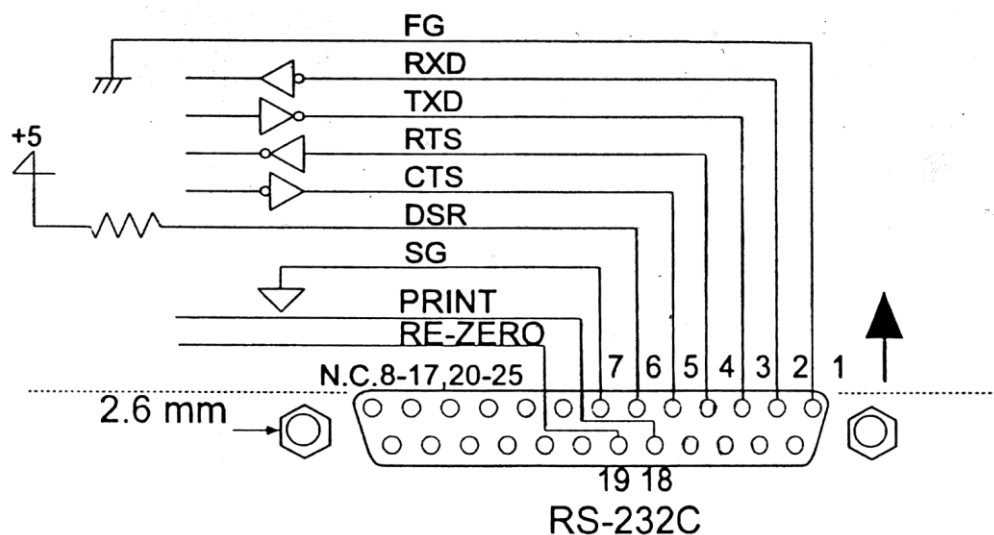 FG
RXD
TXD
+5
RTS
CTS
DSR
SG
PRINT
RE-ZERO
7 6 5 4 3 2 1
N.C.8-17,20-25
2.6 mm
19 18
RS-232C